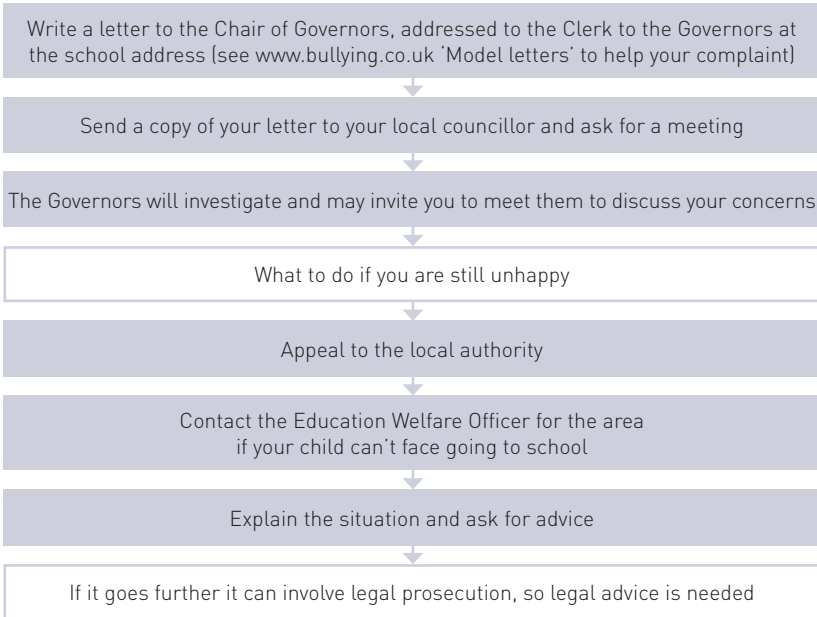 Write a letter to the Chair of Governors, addressed to the Clerk to the Governors at
the school address (see www.bullying.co.uk ‘Model letters’ to help your complaint)
Send a copy of your letter to your local councillor and ask for a meeting
The Governors will investigate and may invite you to meet them to discuss your concerns
What to do if you are still unhappy
Appeal to the local authority
Contact the Education Welfare Officer for the area
if your child can’t face going to school
Explain the situation and ask for advice
If it goes further it can involve legal prosecution, so legal advice is needed